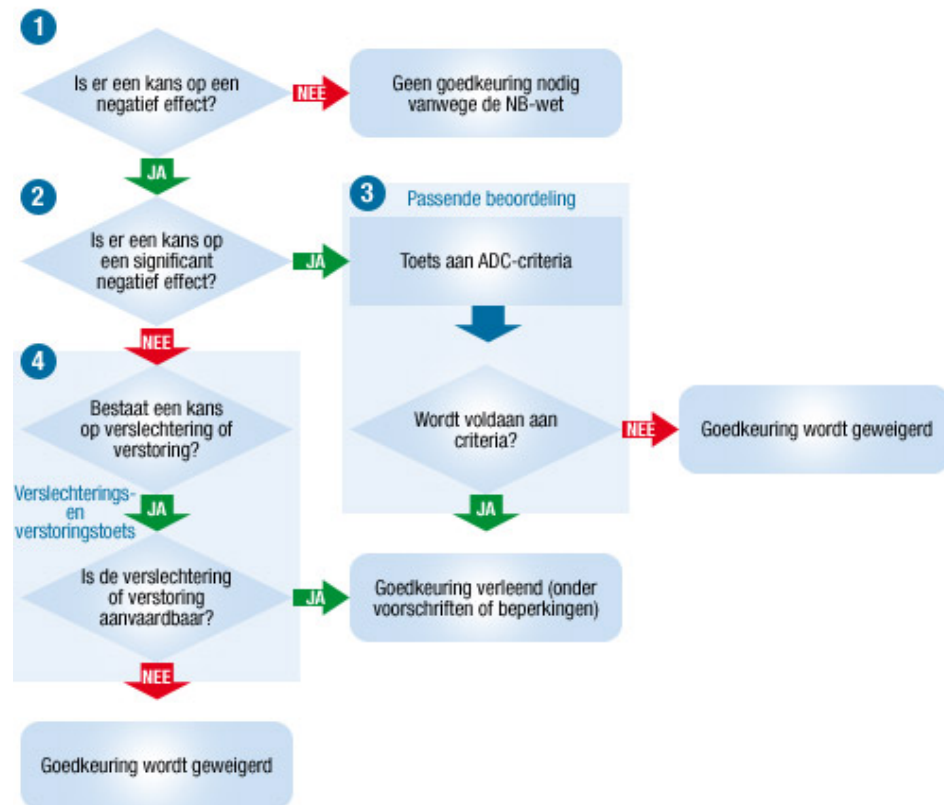 1
Is er een kans op een
negatief effect?
NEE
Geen goedkeuring nodig
vanwege de NB-wet
JA
2
Is er een kans op
een significant
negatief effect?
JA
3
Passende beoordeling
Toets aan ADC-criteria
NEE
4
Bestaat een kans
op verslechtering of
verstoring?
Wordt voldaan aan
criteria?
NEE
Goedkeuring wordt geweigerd
Verslechterings-
en
verstoringstoets
JA
JA
Is de verslechtering
of verstoring
aanvaardbaar?
JA
Goedkeuring verleend (onder
voorschriften of beperkingen)
NEE
Goedkeuring wordt geweigerd